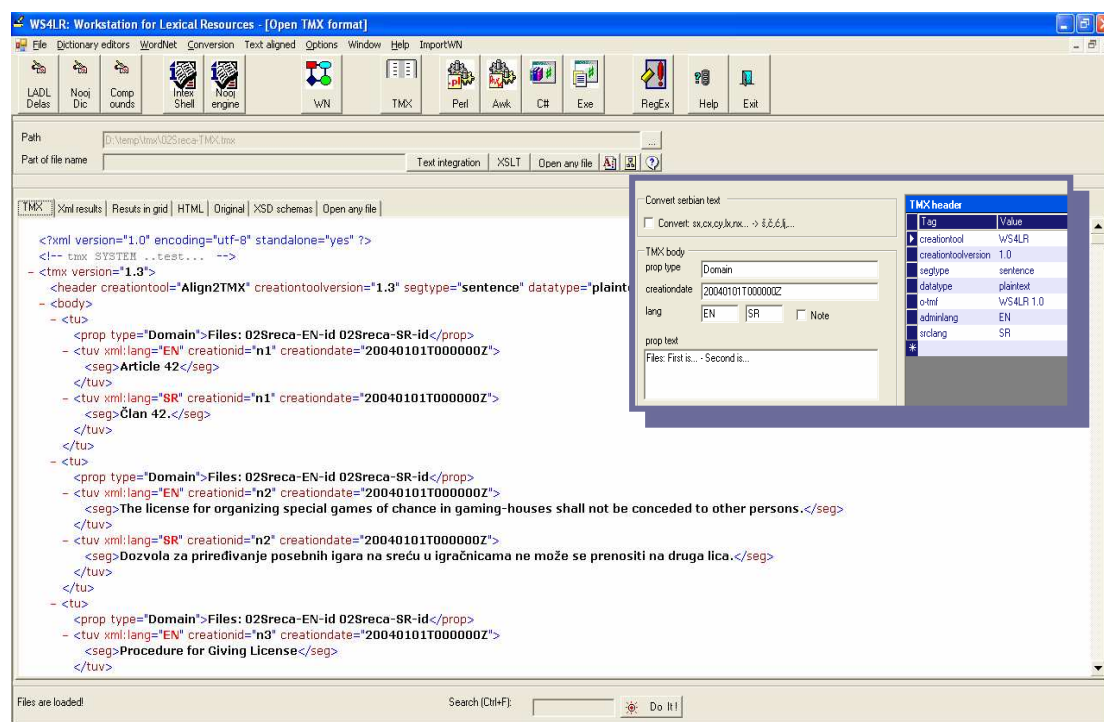 WS4LR: Workstation for Lexical Resources - [Open TMX format]
File Dictionary editors WordNet Conversion Text aligned Options Window Help ImportWN
LADL Delas
Nooj Dic
Comp ounds
Intex Shell
Nooj engine
WN
TMX
Perl
Awk
C#
Exe
RegEx
Help
Exit
Path D:\temp\tmx\02Sreca-TMX.tmx ...
Part of file name Text integration XSLT Open any file
TMX Xml results Resuts in grid HTML Original XSD schemas Open any file
<?xml version="1.0" encoding="utf-8" standalone="yes" ?>
<!-- tmx SYSTEM ..test... -->
- <tmx version="1.3">
<header creationtool="Align2TMX" creationtoolversion="1.3" segtype="sentence" datatype="plainte
- <body>
- <tu>
<prop type="Domain">Files: 02Sreca-EN-id 02Sreca-SR-id</prop>
- <tuv xml:lang="EN" creationid="n1" creationdate="20040101T000000Z">
<seg>Article 42</seg>
</tuv>
- <tuv xml:lang="SR" creationid="n1" creationdate="20040101T000000Z">
<seg>Član 42.</seg>
</tuv>
</tu>
- <tu>
<prop type="Domain">Files: 02Sreca-EN-id 02Sreca-SR-id</prop>
- <tuv xml:lang="EN" creationid="n2" creationdate="20040101T000000Z">
<seg>The license for organizing special games of chance in gaming-houses shall not be conceded to other persons.</seg>
</tuv>
- <tuv xml:lang="SR" creationid="n2" creationdate="20040101T000000Z">
<seg>Dozvola za priređivanje posebnih igara na sreću u igračnicama ne može se prenositi na druga lica.</seg>
</tuv>
</tu>
- <tu>
<prop type="Domain">Files: 02Sreca-EN-id 02Sreca-SR-id</prop>
- <tuv xml:lang="EN" creationid="n3" creationdate="20040101T000000Z">
<seg>Procedure for Giving License</seg>
</tuv>
Convert serbian text
Convert: sx,cx,cy,lx,nx... -> š,č,ć,lj,...
TMX body
prop type Domain
creationdate 20040101T000000Z
lang EN SR Note
prop text
Files: First is... - Second is...
TMX header
Tag Value
creationtool WS4LR
creationtoolversion 1.0
segtype sentence
datatype plaintext
o-tmf WS4LR 1.0
adminlang EN
srclang SR
Files are loaded!
Search (Ctrl+F): Do It!